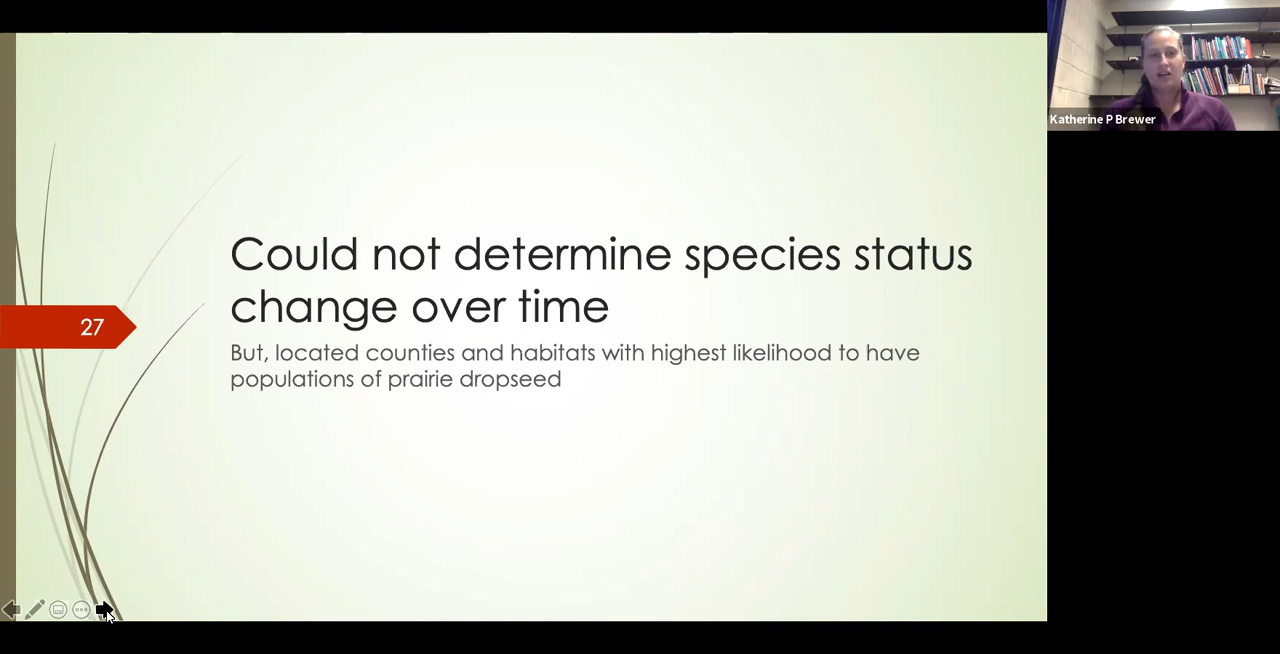 Could not determine species status
change over time
27
But, located counties and habitats with highest likelihood to have
populations of prairie dropseed
Katherine P Brewer